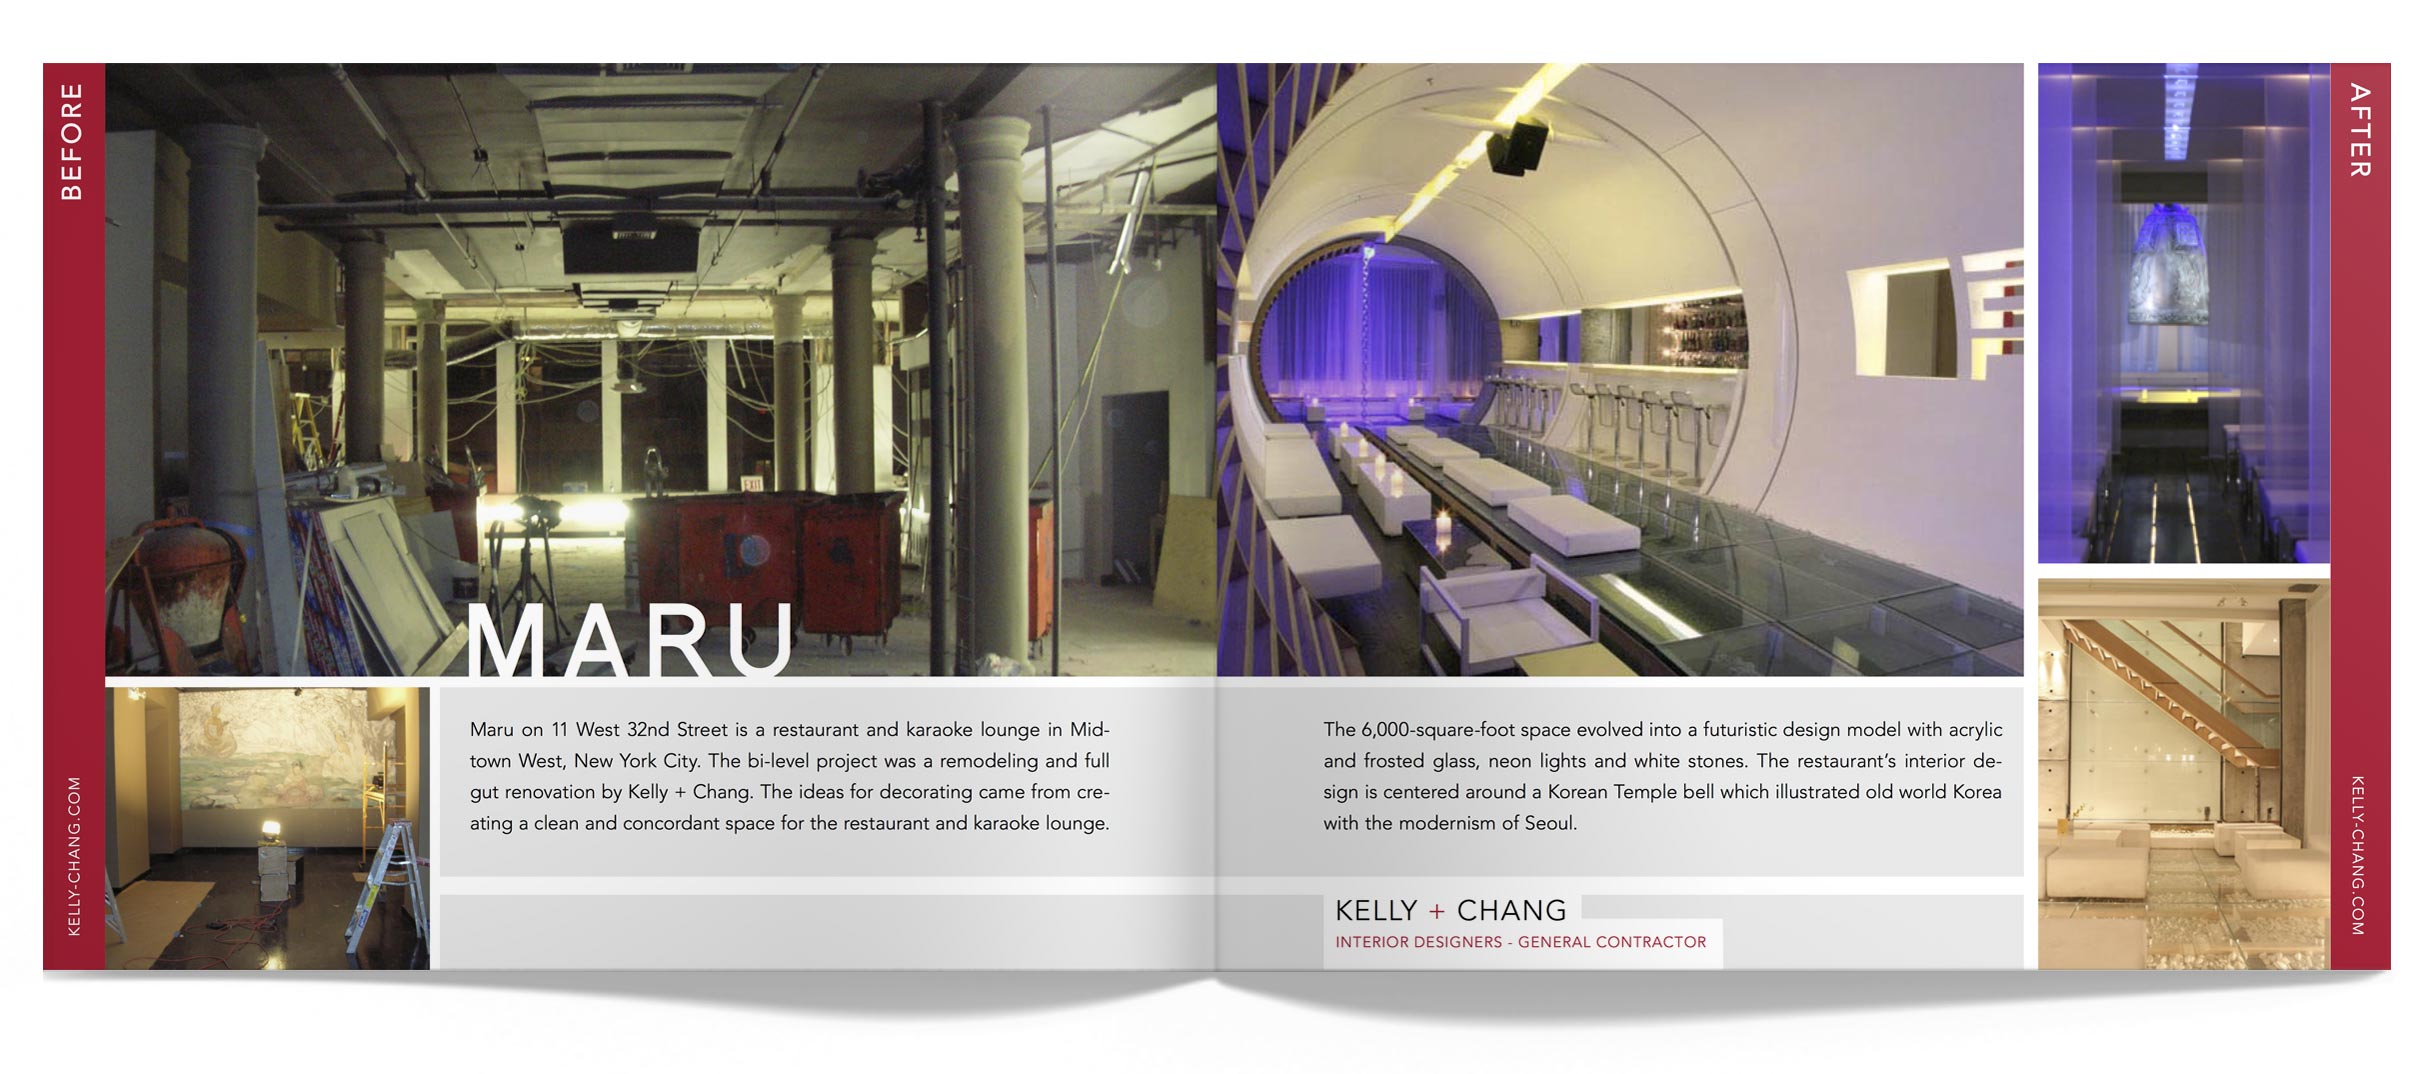 BEFORE
KELLY-CHANG.COM
EXIT
MARU
Maru on 11 West 32nd Street is a restaurant and karaoke lounge in Mid-
town West, New York City. The bi-level project was a remodeling and full
gut renovation by Kelly + Chang. The ideas for decorating came from cre-
ating a clean and concordant space for the restaurant and karaoke lounge.
The 6,000-square-foot space evolved into a futuristic design model with acrylic
and frosted glass, neon lights and white stones. The restaurant's interior de-
sign is centered around a Korean Temple bell which illustrated old world Korea
with the modernism of Seoul.
KELLY + CHANG
INTERIOR DESIGNERS - GENERAL CONTRACTOR
AFTER
KELLY-CHANG.COM